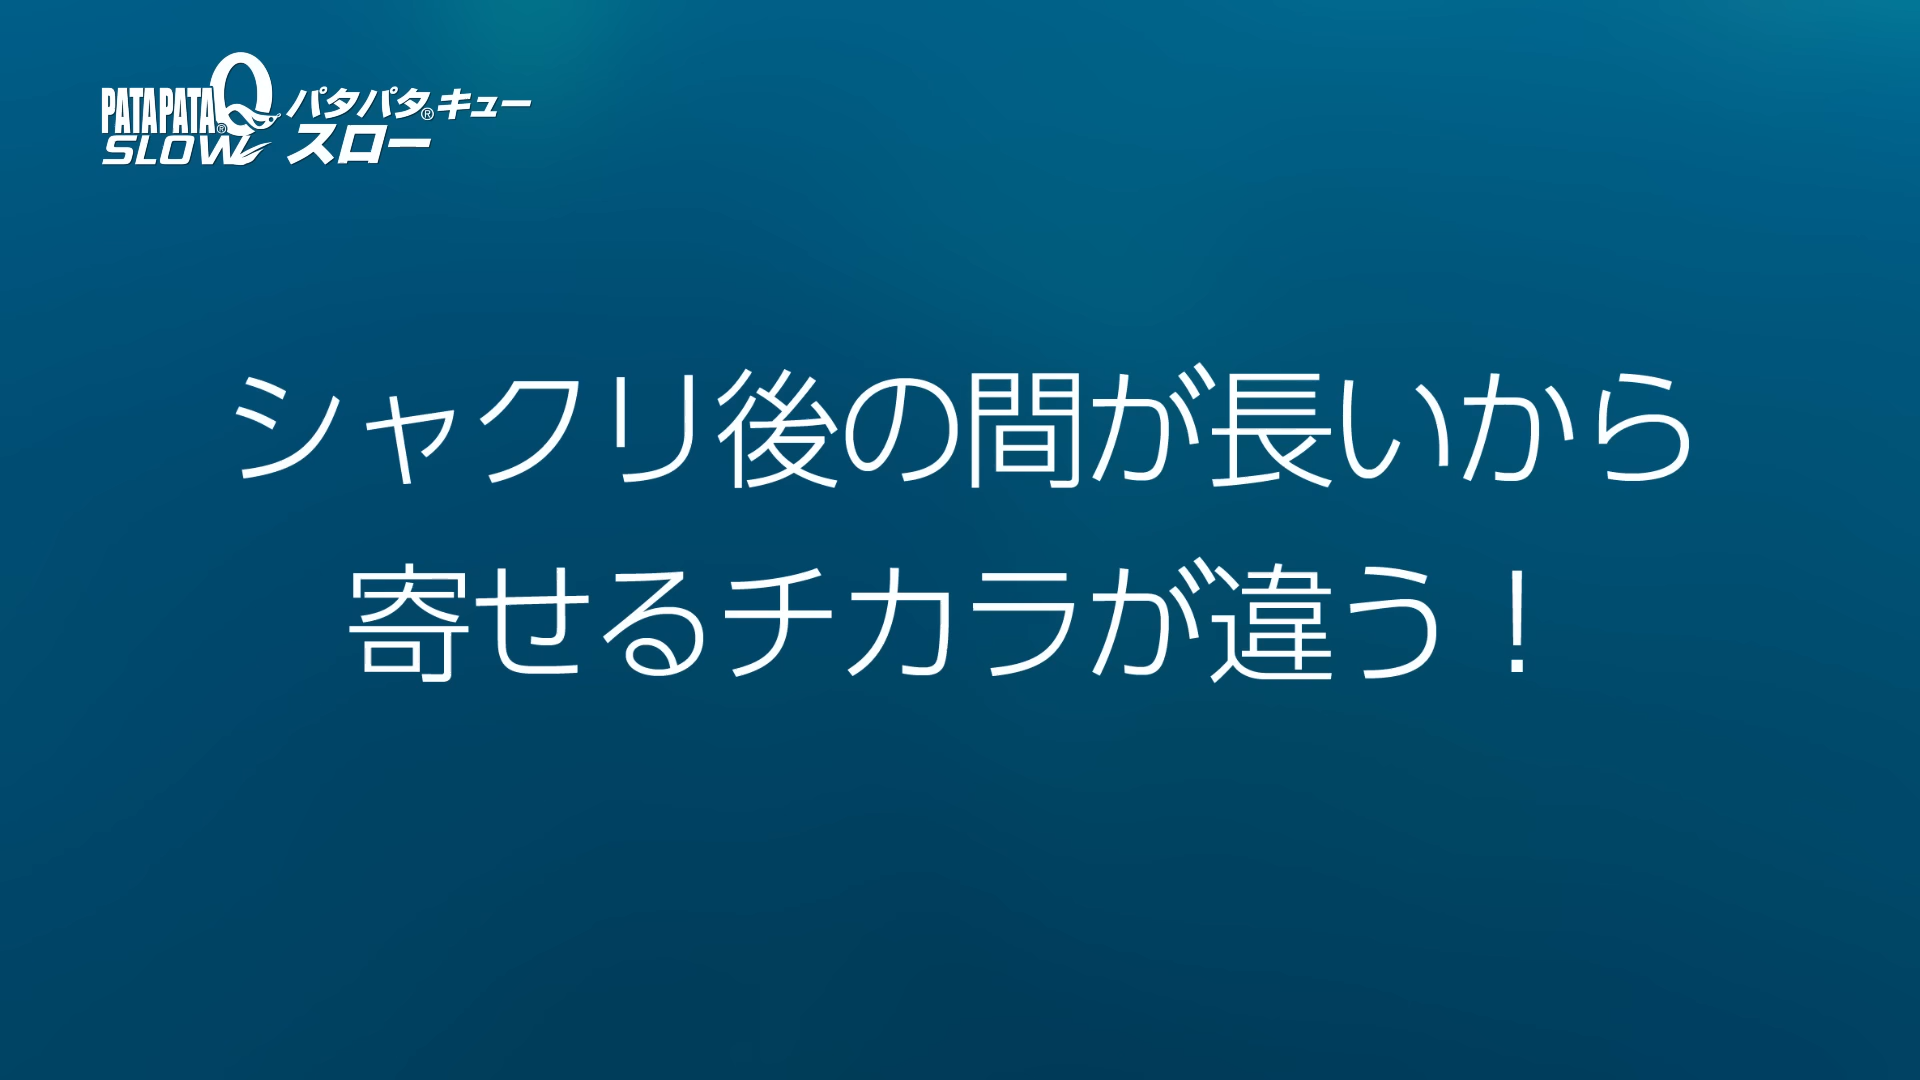 PATAPATA®Q
SLOW
パタパタ®キュー
スロー
シャクリ後の間が長いから
寄せるチカラが違う！